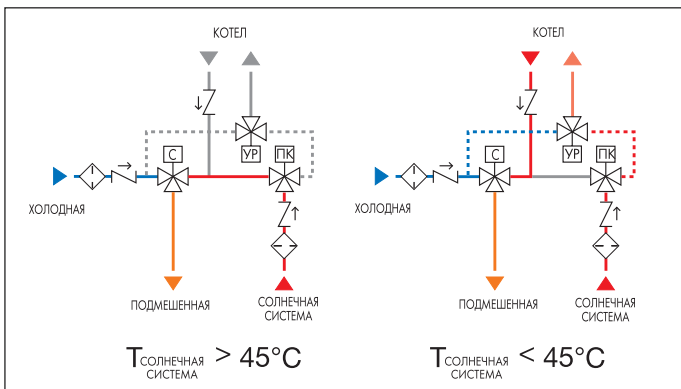 КОТЕЛ
КОТЕЛ
С
УР
ПК
С
УР
ПК
ХОЛОДНАЯ
ХОЛОДНАЯ
ПОДМЕШЕННАЯ
СОЛНЕЧНАЯ
СИСТЕМА
ПОДМЕШЕННАЯ
СОЛНЕЧНАЯ
СИСТЕМА
TСОЛНЕЧНАЯ > 45°C
СИСТЕМА
TСОЛНЕЧНАЯ < 45°C
СИСТЕМА